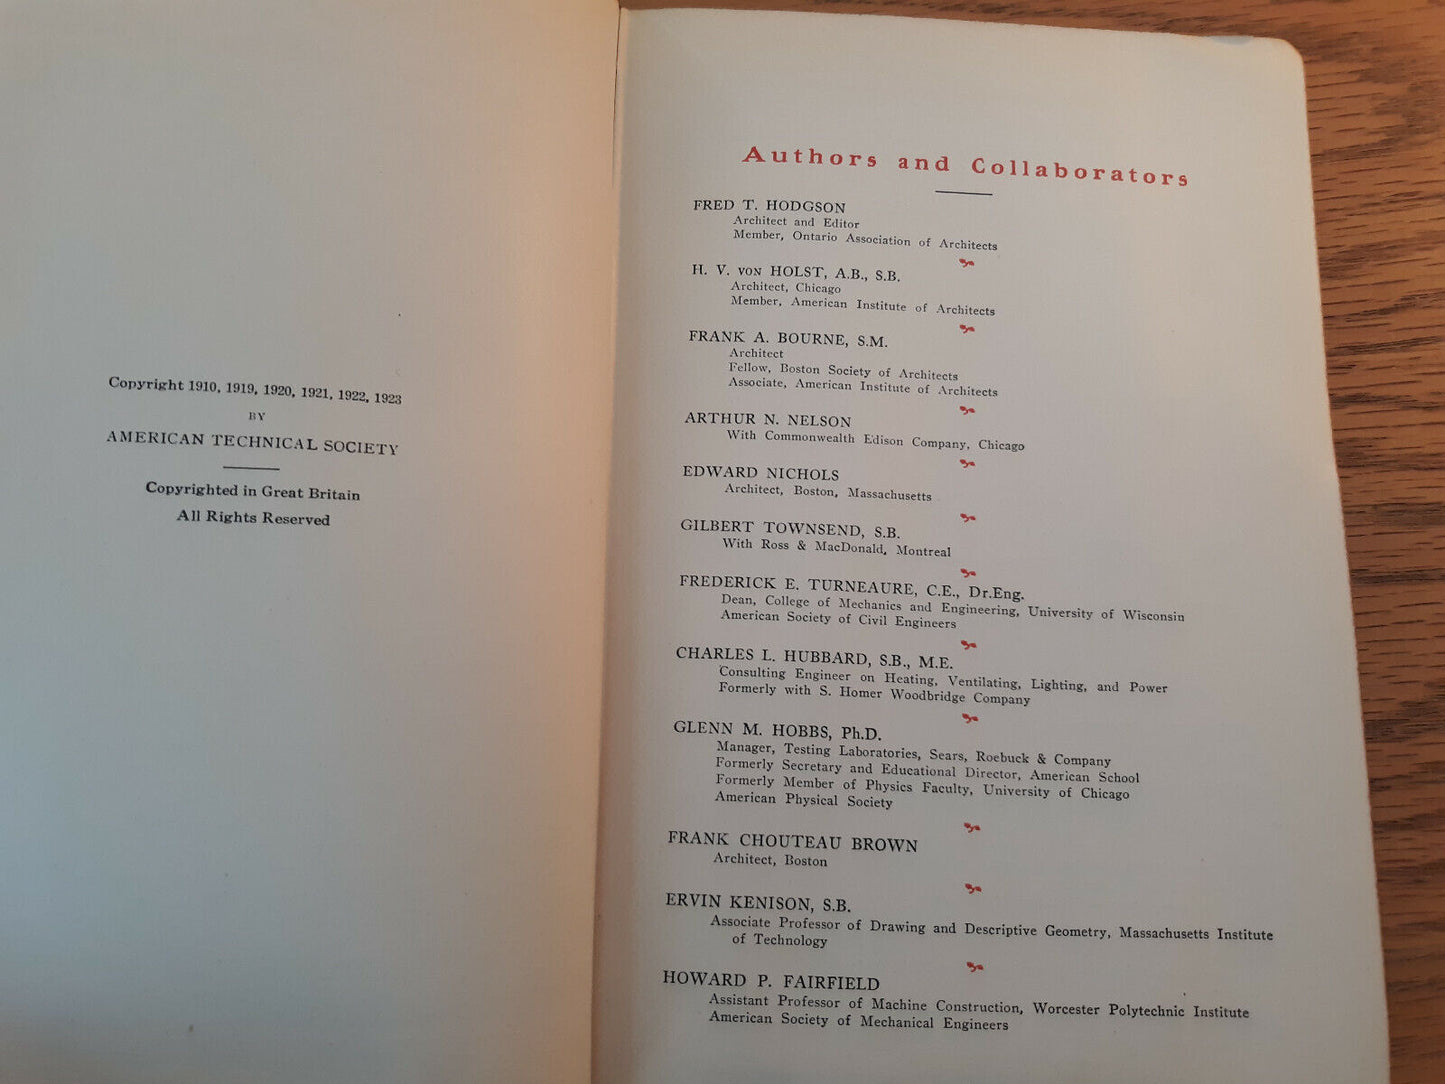 Copyright 1910, 1919, 1920, 1921, 1922, 1923
BY
AMERICAN TECHNICAL SOCIETY
Copyrighted in Great Britain
All Rights Reserved
Authors and Collaborators
FRED T. HODGSON
Architect and Editor
Member, Ontario Association of Architects
H. V. VON HOLST, A.B., S.B.
Architect, Chicago
Member, American Institute of Architects
FRANK A. BOURNE, S.M.
Architect
Fellow, Boston Society of Architects
Associate, American Institute of Architects
ARTHUR N. NELSON
With Commonwealth Edison Company, Chicago
EDWARD NICHOLS
Architect, Boston, Massachusetts
GILBERT TOWNSEND, S.B.
With Ross & MacDonald, Montreal
FREDERICK E. TURNEAURE, C.E., Dr.Eng.
Dean, College of Mechanics and Engineering, University of Wisconsin
American Society of Civil Engineers
CHARLES L. HUBBARD, S.B., M.E.
Consulting Engineer on Heating, Ventilating, Lighting, and Power
Formerly with S. Homer Woodbridge Company
GLENN M. HOBBS, Ph.D.
Manager, Testing Laboratories, Sears, Roebuck & Company
Formerly Secretary and Educational Director, American School
Formerly Member of Physics Faculty, University of Chicago
American Physical Society
FRANK CHOUTEAU BROWN
Architect, Boston
ERVIN KENISON, S.B.
Associate Professor of Drawing and Descriptive Geometry, Massachusetts Institute
of Technology
HOWARD P. FAIRFIELD
Assistant Professor of Machine Construction, Worcester Polytechnic Institute
American Society of Mechanical Engineers